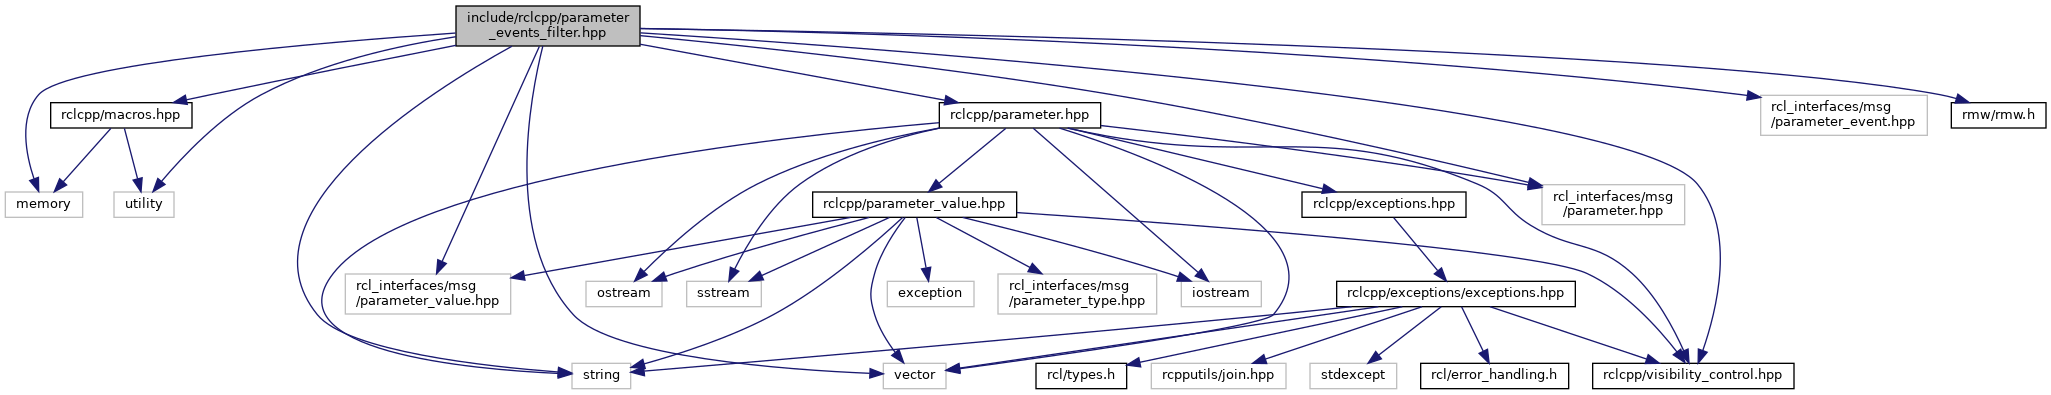 include/rclcpp/parameter
_events_filter.hpp
rclcpp/macros.hpp
rclcpp/parameter.hpp
rcl_interfaces/msg
/parameter_event.hpp
rmw/rmw.h
memory
utility
rclcpp/parameter_value.hpp
rclcpp/exceptions.hpp
rcl_interfaces/msg
/parameter.hpp
rcl_interfaces/msg
/parameter_value.hpp
ostream
sstream
exception
rcl_interfaces/msg
/parameter_type.hpp
iostream
rclcpp/exceptions/exceptions.hpp
string
vector
rcl/types.h
rcpputils/join.hpp
stdexcept
rcl/error_handling.h
rclcpp/visibility_control.hpp